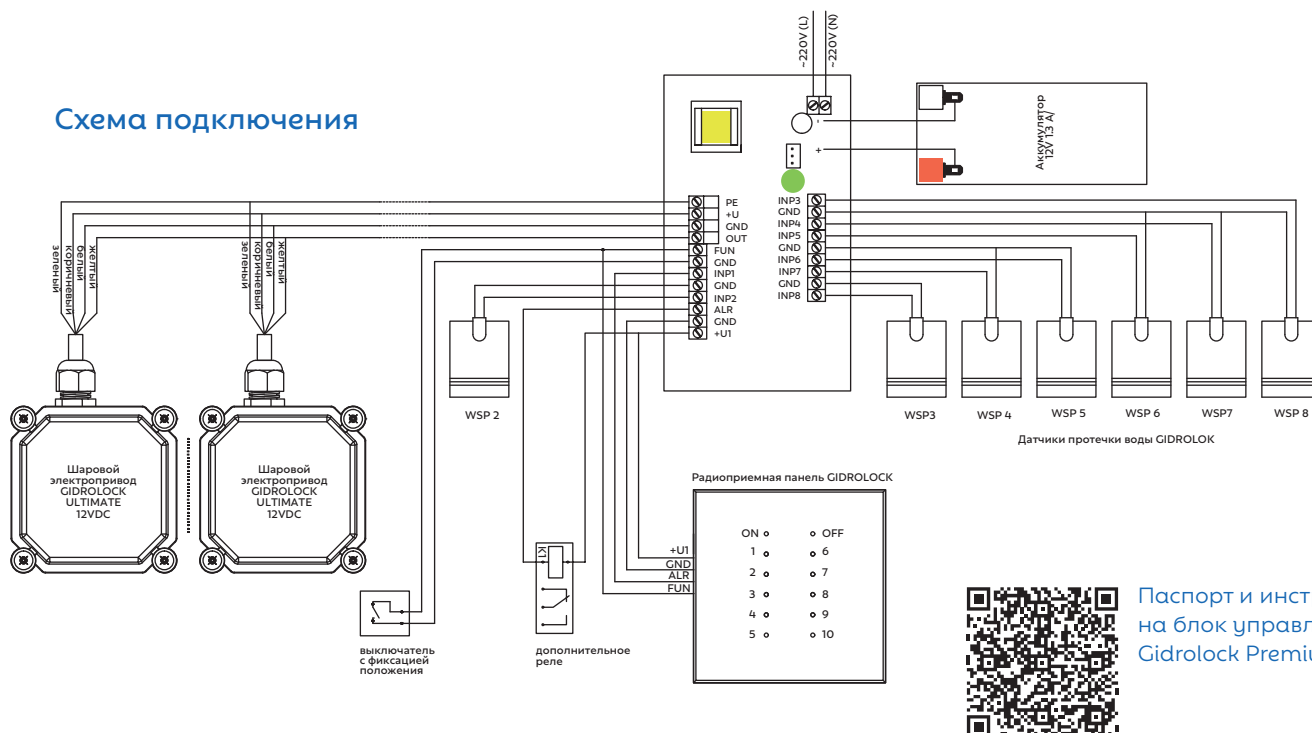 Схема подключения
~220V (L)
~220V (N)
-
+
Аккумулятор
12V 1.3 А/
PE
+U
GND
OUT
FUN
GND
INP1
GND
INP2
ALR
GND
+U1
INP3
GND
INP4
INP5
GND
INP6
INP7
GND
INP8
зеленый
коричневый
белый
желтый
зеленый
коричневый
белый
желтый
Шаровой
электропривод
GIDROLOCK
ULTIMATE
12VDC
Шаровой
электропривод
GIDROLOCK
ULTIMATE
12VDC
WSP 2
WSP3
WSP 4
WSP 5
WSP 6
WSP7
WSP 8
Датчики протечки воды GIDROLOK
Радиоприемная панель GIDROLOCK
+U1
GND
ALR
FUN
ON
OFF
1
6
2
7
3
8
4
9
5
10
K1
выключатель
с фиксацией
положения
дополнительное
реле
Паспорт и инст
на блок управл
Gidrolock Premiu